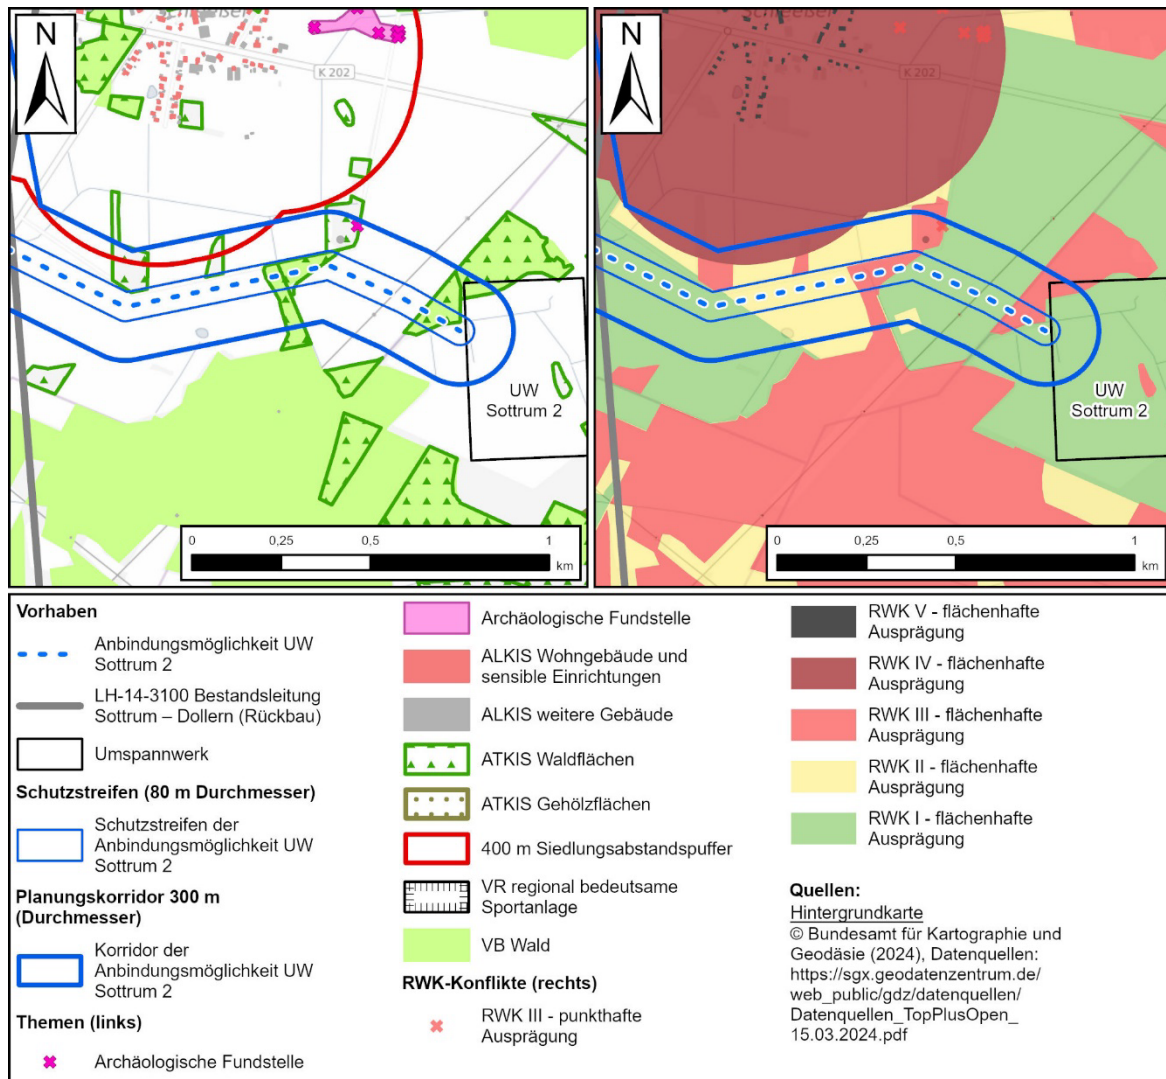 N
K 202
UW
Sottrum 2
0
0,25
0,5
1
km
N
K 202
UW
Sottrum 2
0
0,25
0,5
1
km
Vorhaben
Anbindungsmöglichkeit UW
Sottrum 2
LH-14-3100 Bestandsleitung
Sottrum – Dollern (Rückbau)
Umspannwerk
Schutzstreifen (80 m Durchmesser)
Schutzstreifen der
Anbindungsmöglichkeit UW
Sottrum 2
Planungskorridor 300 m
(Durchmesser)
Korridor der
Anbindungsmöglichkeit UW
Sottrum 2
Themen (links)
Archäologische Fundstelle
Archäologische Fundstelle
ALKIS Wohngebäude und
sensible Einrichtungen
ALKIS weitere Gebäude
ATKIS Waldflächen
ATKIS Gehölzflächen
400 m Siedlungsabstandspuffer
VR regional bedeutsame
Sportanlage
VB Wald
RWK-Konflikte (rechts)
RWK III - punkthafte
Ausprägung
RWK V - flächenhafte
Ausprägung
RWK IV - flächenhafte
Ausprägung
RWK III - flächenhafte
Ausprägung
RWK II - flächenhafte
Ausprägung
RWK I - flächenhafte
Ausprägung
Quellen:
Hintergrundkarte
© Bundesamt für Kartographie und
Geodäsie (2024), Datenquellen:
https://sgx.geodatenzentrum.de/
web_public/gdz/datenquellen/
Datenquellen_TopPlusOpen_
15.03.2024.pdf